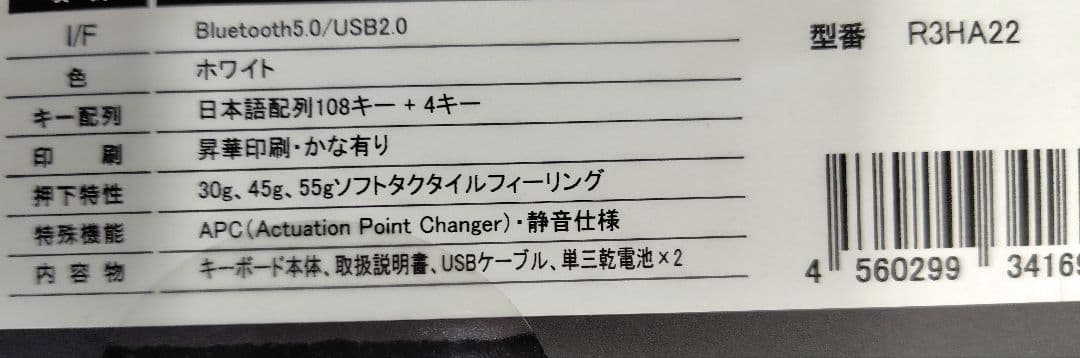 I/F Bluetooth5.0/USB2.0
型番 R3HA22
色 ホワイト
キー配列 日本語配列108キー + 4キー
印刷 昇華印刷・かな有り
押下特性 30g、45g、55gソフトタクタイルフィーリング
特殊機能 APC(Actuation Point Changer)・静音仕様
内容物 キーボード本体、取扱説明書、USBケーブル、単三乾電池×2
4 560299 34169